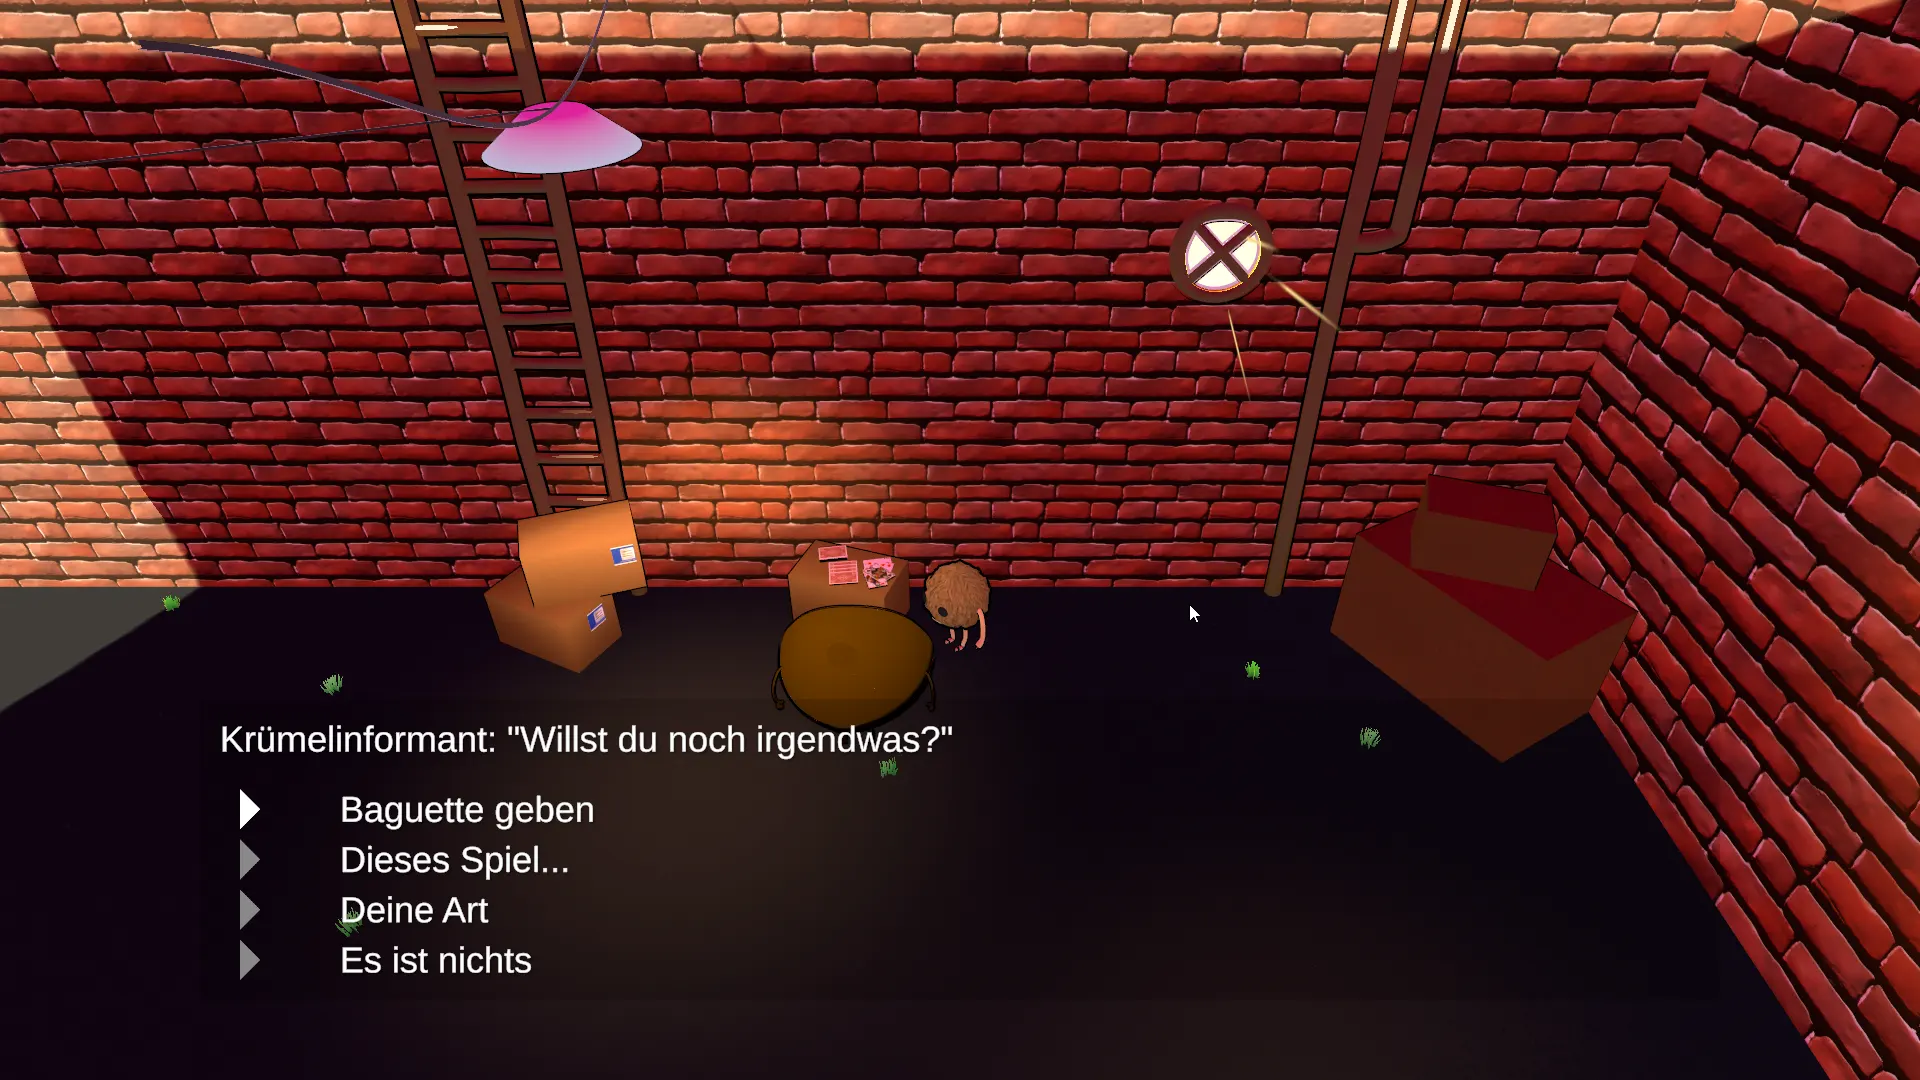 Krümelinformant: "Willst du noch irgendwas?"
Baguette geben
Dieses Spiel...
Deine Art
Es ist nichts